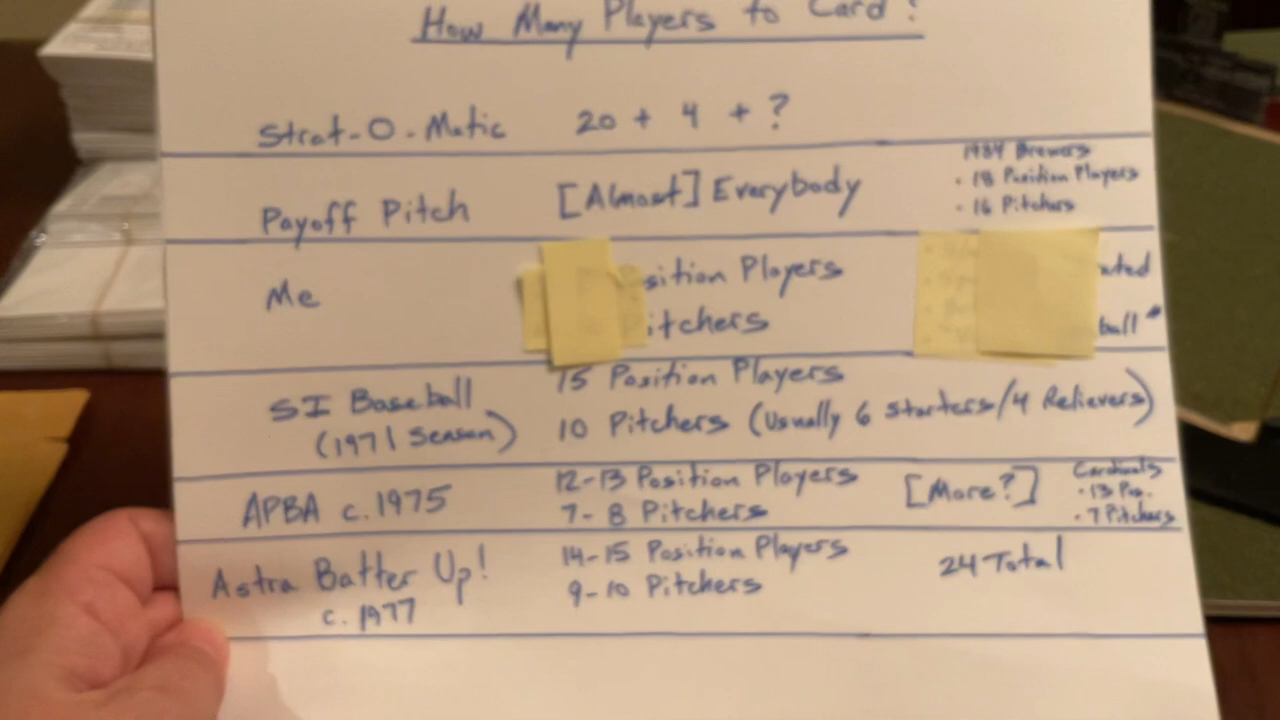 How Many Players to Card?
Strat-O-Matic 20 + 4 + ?
Payoff Pitch [Almost] Everybody
1984 Brewers
· 18 Position Players
· 16 Pitchers
Me
sition Players
itchers
ball"
SI Baseball
(1971 Season)
15 Position Players
10 Pitchers (Usually 6 Starters/4 Relievers)
APBA c. 1975
12-13 Position Players
7-8 Pitchers
[More?]
Cardinals
· 13 Pos.
· 7 Pitchers
Astra Batter Up!
c. 1977
14-15 Position Players
9-10 Pitchers
24 Total